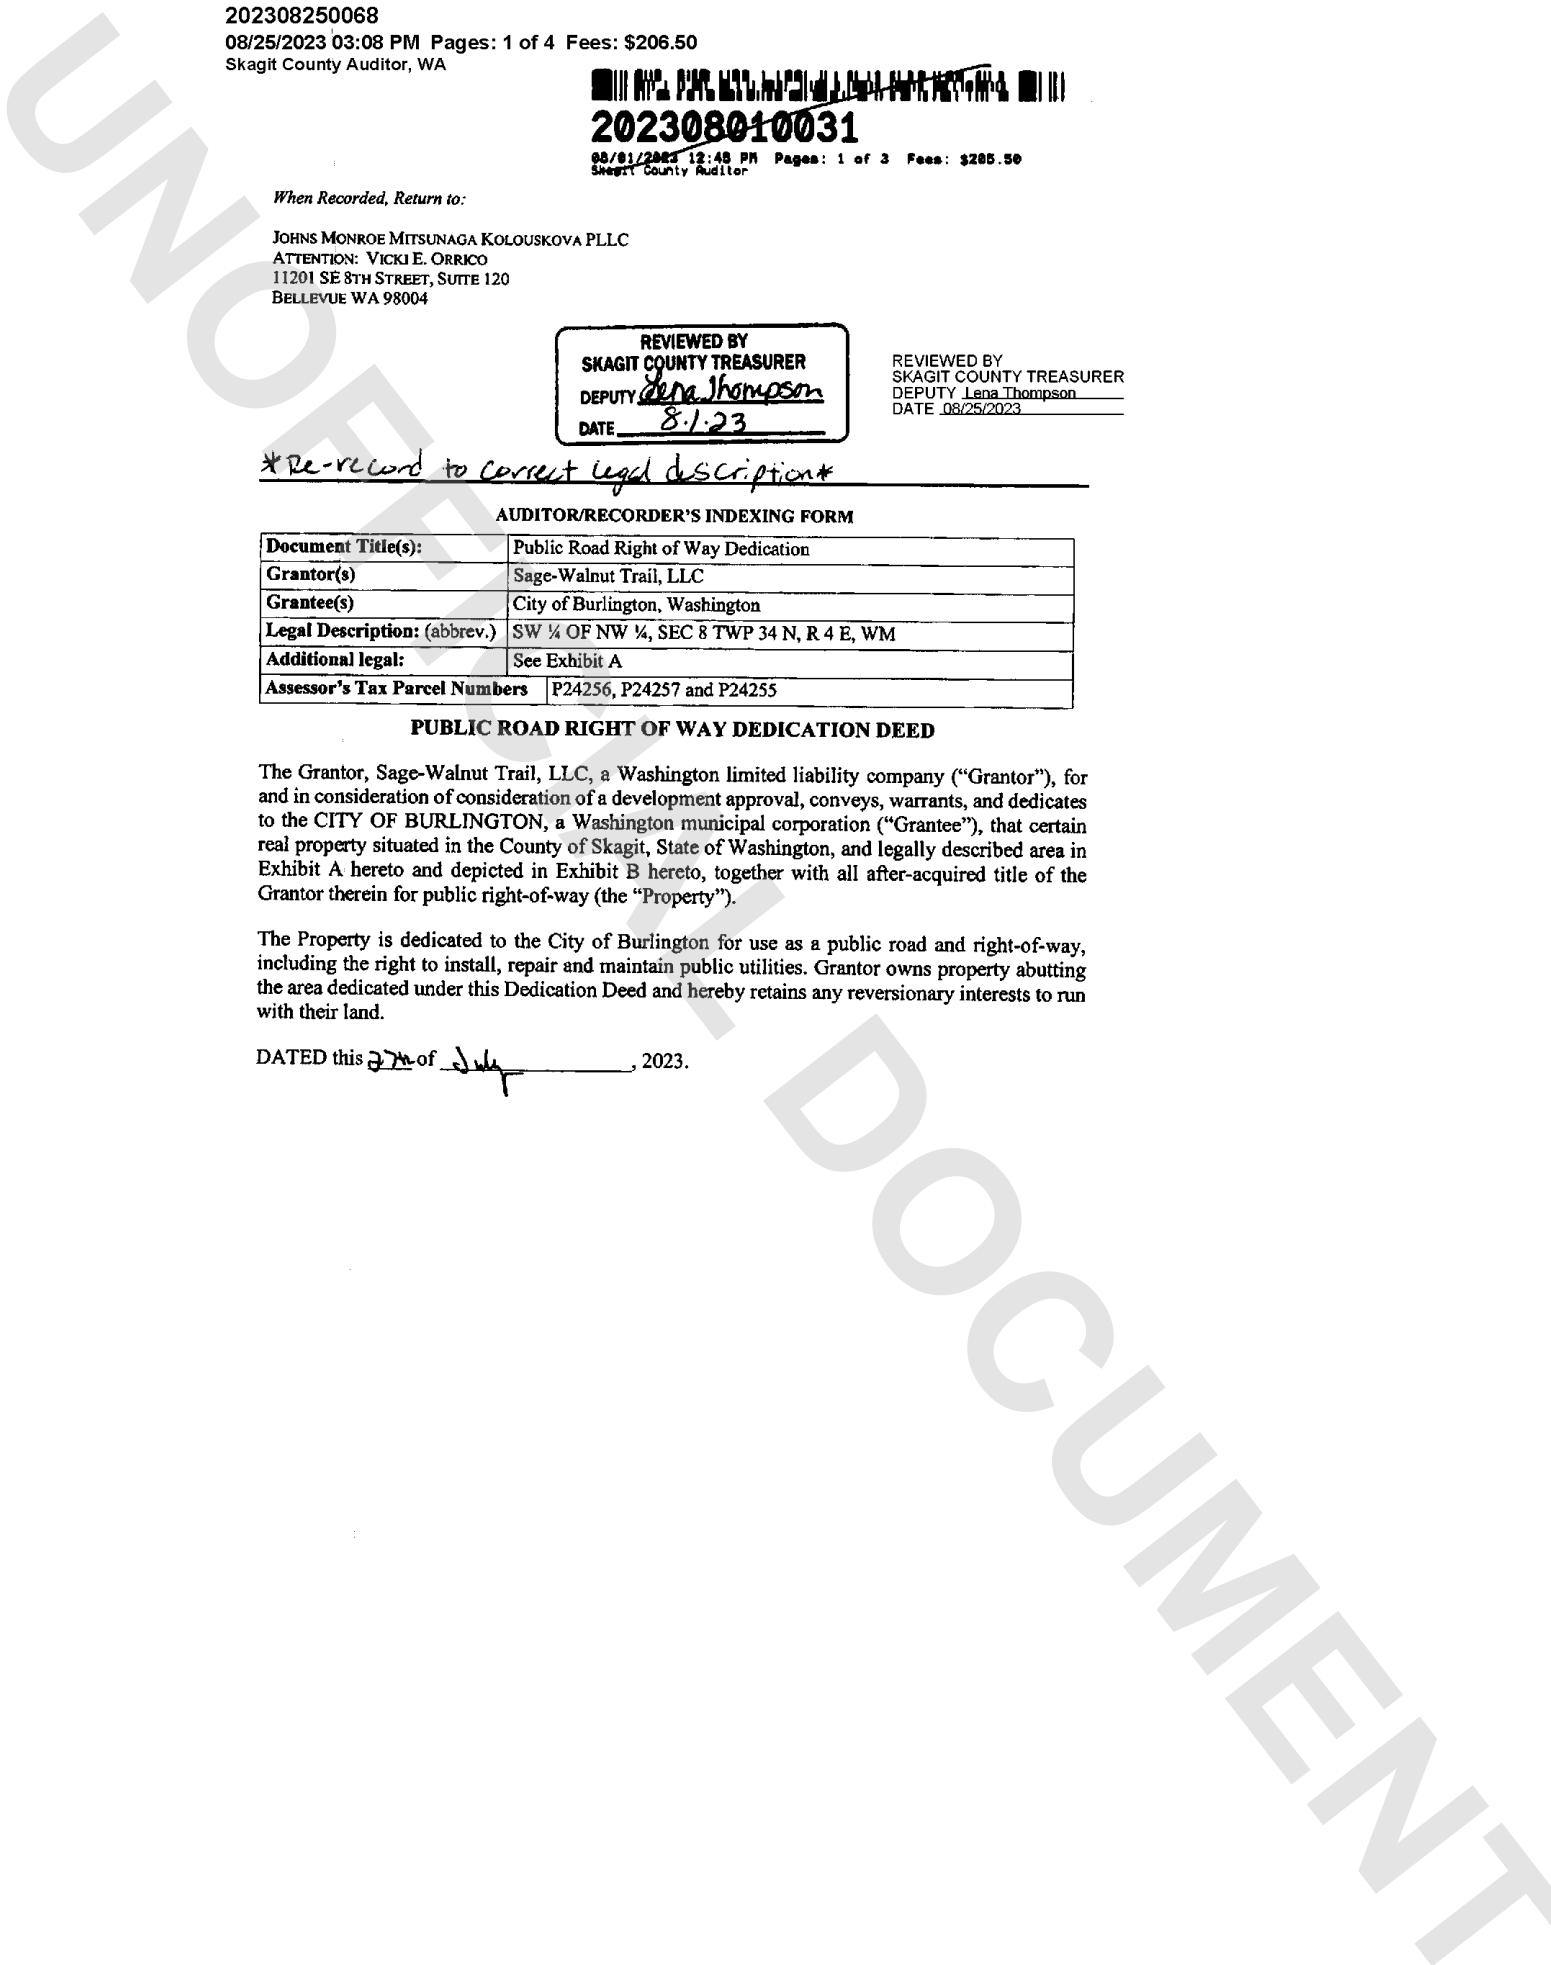 202308250068
08/25/2023 03:08 PM Pages: 1 of 4 Fees: $206.50
Skagit County Auditor, WA
202308010031
08/01/2023 12:48 PM Pages: 1 of 3 Fees: $205.50
Skagit County Auditor
When Recorded, Return to:
JOHNS MONROE MITSUNAGA KOLOUSKOVA PLLC
ATTENTION: VICKI E. ORRICO
11201 SE 8TH STREET, SUITE 120
BELLEVUE WA 98004
REVIEWED BY
SKAGIT COUNTY TREASURER
DEPUTY Lena Thompson
DATE 8.1.23
REVIEWED BY
SKAGIT COUNTY TREASURER
DEPUTY Lena Thompson
DATE 08/25/2023
*Re-record to correct legal description*
AUDITOR/RECORDER'S INDEXING FORM
Document Title(s): Public Road Right of Way Dedication
Grantor(s) Sage-Walnut Trail, LLC
Grantee(s) City of Burlington, Washington
Legal Description: (abbrev.) SW ¼ OF NW ¼, SEC 8 TWP 34 N, R 4 E, WM
Additional legal: See Exhibit A
Assessor's Tax Parcel Numbers P24256, P24257 and P24255
PUBLIC ROAD RIGHT OF WAY DEDICATION DEED
The Grantor, Sage-Walnut Trail, LLC, a Washington limited liability company ("Grantor"), for
and in consideration of consideration of a development approval, conveys, warrants, and dedicates
to the CITY OF BURLINGTON, a Washington municipal corporation ("Grantee"), that certain
real property situated in the County of Skagit, State of Washington, and legally described area in
Exhibit A hereto and depicted in Exhibit B hereto, together with all after-acquired title of the
Grantor therein for public right-of-way (the "Property").
The Property is dedicated to the City of Burlington for use as a public road and right-of-way,
including the right to install, repair and maintain public utilities. Grantor owns property abutting
the area dedicated under this Dedication Deed and hereby retains any reversionary interests to run
with their land.
DATED this 27th of July, 2023.
UNOFFICIAL DOCUMENT